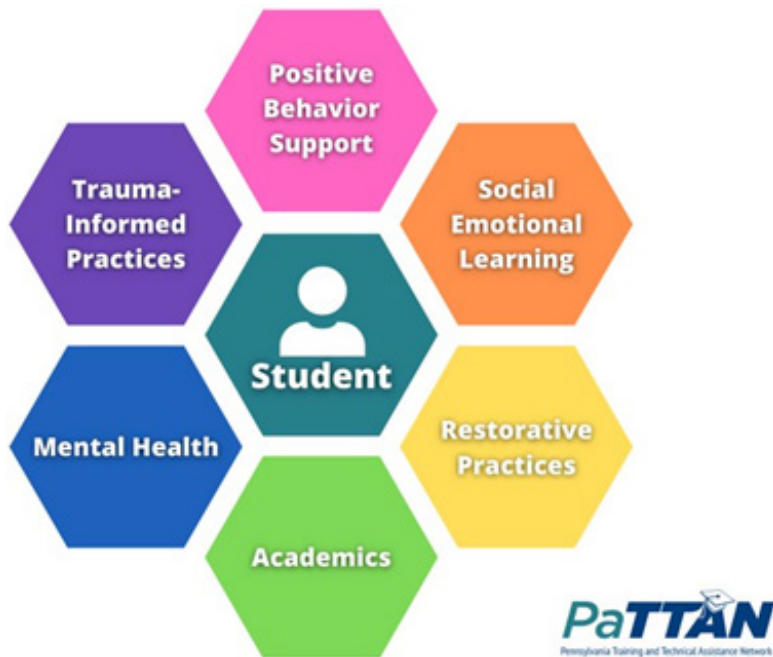 Positive
Behavior
Support
Trauma-
Informed
Practices
Social
Emotional
Learning
Student
Mental Health
Restorative
Practices
Academics
PaTTAN
Pennsylvania Training and Technical Assistance Network